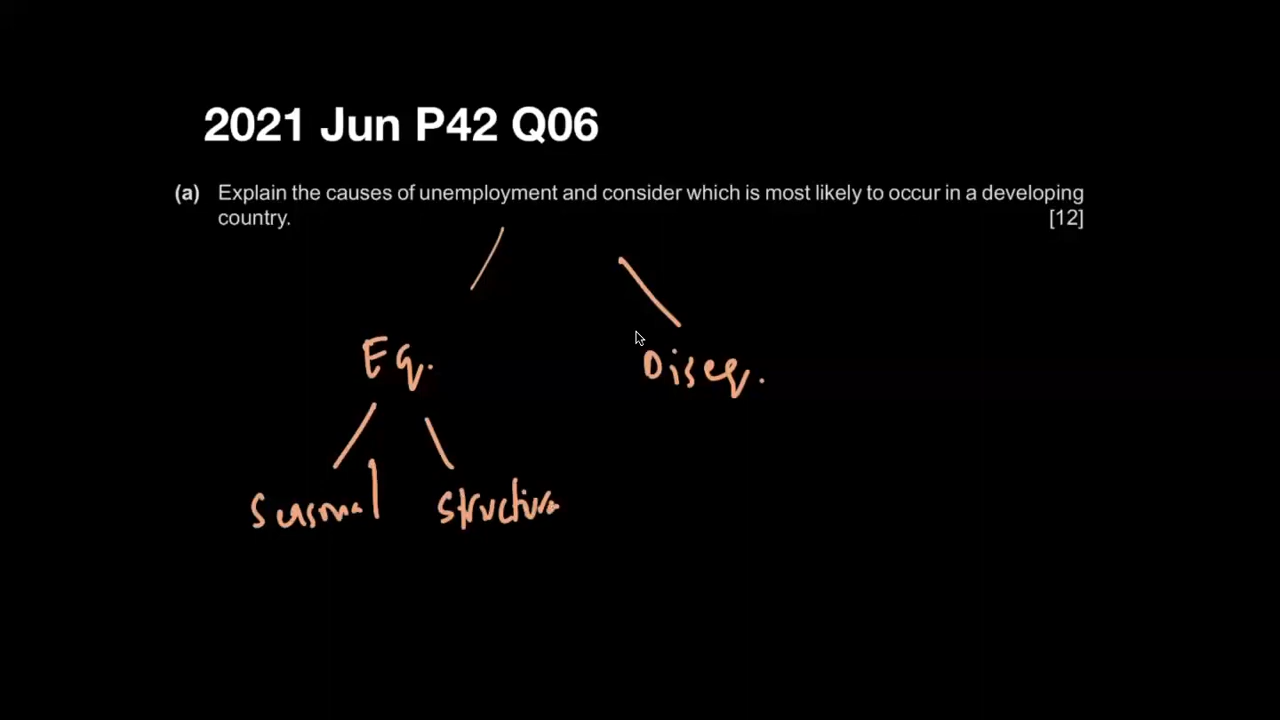 2021 Jun P42 Q06
(a) Explain the causes of unemployment and consider which is most likely to occur in a developing
country. [12]
Eq. Diseq.
Seasonal Structura